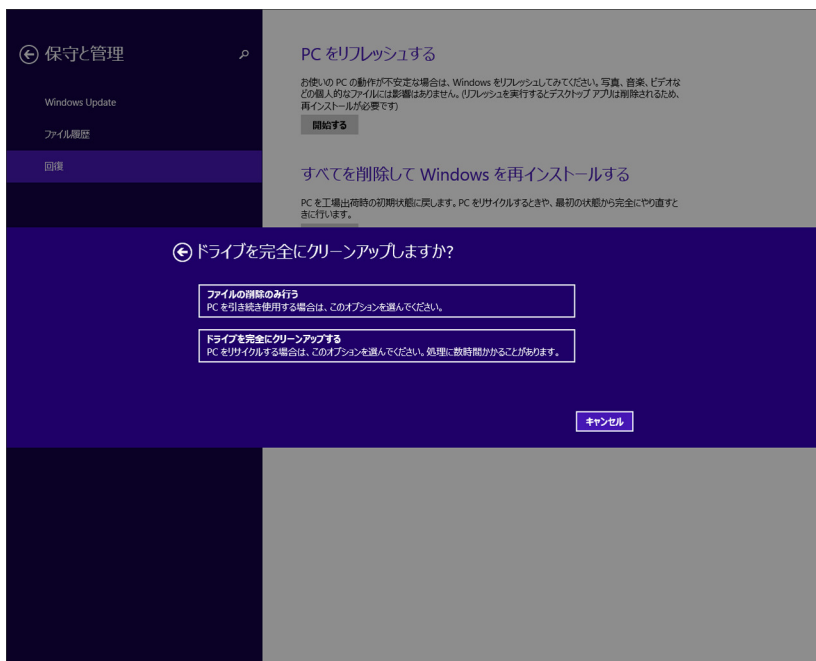 保守と管理
Windows Update
ファイル履歴
回復
PC をリフレッシュする
お使いの PC の動作が不安定な場合は、Windows をリフレッシュしてみてください。写真、音楽、ビデオな
どの個人的なファイルには影響はありません。(リフレッシュを実行するとデスクトップ アプリは削除されるため、
再インストールが必要です)
開始する
すべてを削除して Windows を再インストールする
PC を工場出荷時の初期状態に戻します。PC をリサイクルするときや、最初の状態から完全にやり直すと
きに行います。
ドライブを完全にクリーンアップしますか?
ファイルの削除のみ行う
PC を引き続き使用する場合は、このオプションを選んでください。
ドライブを完全にクリーンアップする
PC をリサイクルする場合は、このオプションを選んでください。処理に数時間かかることがあります。
キャンセル